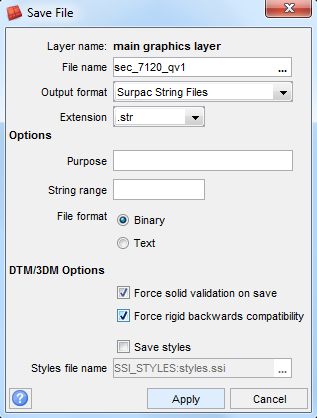 Save File
Layer name: main graphics layer
File name sec_7120_qv1 ...
Output format Surpac String Files
Extension .str
Options
Purpose
String range
File format Binary
Text
DTM/3DM Options
Force solid validation on save
Force rigid backwards compatibility
Save styles
Styles file name SSI_STYLES:styles.ssi ...
? Apply Cancel